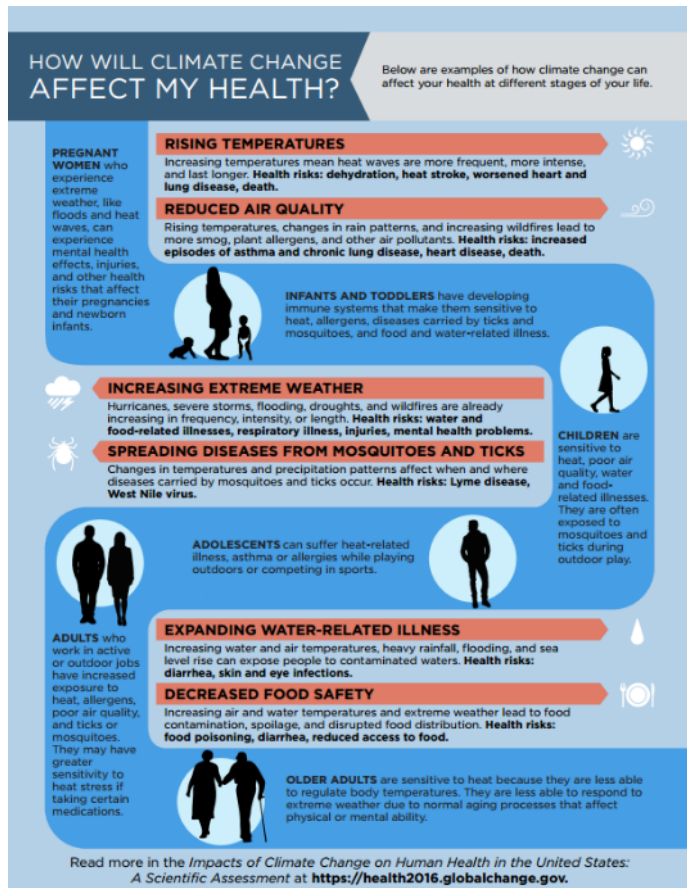 HOW WILL CLIMATE CHANGE
AFFECT MY HEALTH?
Below are examples of how climate change can
affect your health at different stages of your life.
PREGNANT
WOMEN who
experience
extreme
weather, like
floods and heat
waves, can
experience
mental health
effects, injuries,
and other health
risks that affect
their pregnancies
and newborn
infants.
RISING TEMPERATURES
Increasing temperatures mean heat waves are more frequent, more intense,
and last longer. Health risks: dehydration, heat stroke, worsened heart and
lung disease, death.
REDUCED AIR QUALITY
Rising temperatures, changes in rain patterns, and increasing wildfires lead to
more smog, plant allergens, and other air pollutants. Health risks: increased
episodes of asthma and chronic lung disease, heart disease, death.
INFANTS AND TODDLERS have developing
immune systems that make them sensitive to
heat, allergens, diseases carried by ticks and
mosquitoes, and food and water-related illness.
INCREASING EXTREME WEATHER
Hurricanes, severe storms, flooding, droughts, and wildfires are already
increasing in frequency, intensity, or length. Health risks: water and
food-related illnesses, respiratory illness, injuries, mental health problems.
SPREADING DISEASES FROM MOSQUITOES AND TICKS
Changes in temperatures and precipitation patterns affect when and where
diseases carried by mosquitoes and ticks occur. Health risks: Lyme disease,
West Nile virus.
CHILDREN are
sensitive to
heat, poor air
quality, water
and food-
related illnesses.
They are often
exposed to
mosquitoes and
ticks during
outdoor play.
ADOLESCENTS can suffer heat-related
illness, asthma or allergies while playing
outdoors or competing in sports.
ADULTS who
work in active
or outdoor jobs
have increased
exposure to
heat, allergens,
poor air quality,
and ticks or
mosquitoes.
They may have
greater
sensitivity to
heat stress if
taking certain
medications.
EXPANDING WATER-RELATED ILLNESS
Increasing water and air temperatures, heavy rainfall, flooding, and sea
level rise can expose people to contaminated waters. Health risks:
diarrhea, skin and eye infections.
DECREASED FOOD SAFETY
Increasing air and water temperatures and extreme weather lead to food
contamination, spoilage, and disrupted food distribution. Health risks:
food poisoning, diarrhea, reduced access to food.
OLDER ADULTS are sensitive to heat because they are less able
to regulate body temperatures. They are less able to respond to
extreme weather due to normal aging processes that affect
physical or mental ability.
Read more in the Impacts of Climate Change on Human Health in the United States:
A Scientific Assessment at https://health2016.globalchange.gov.